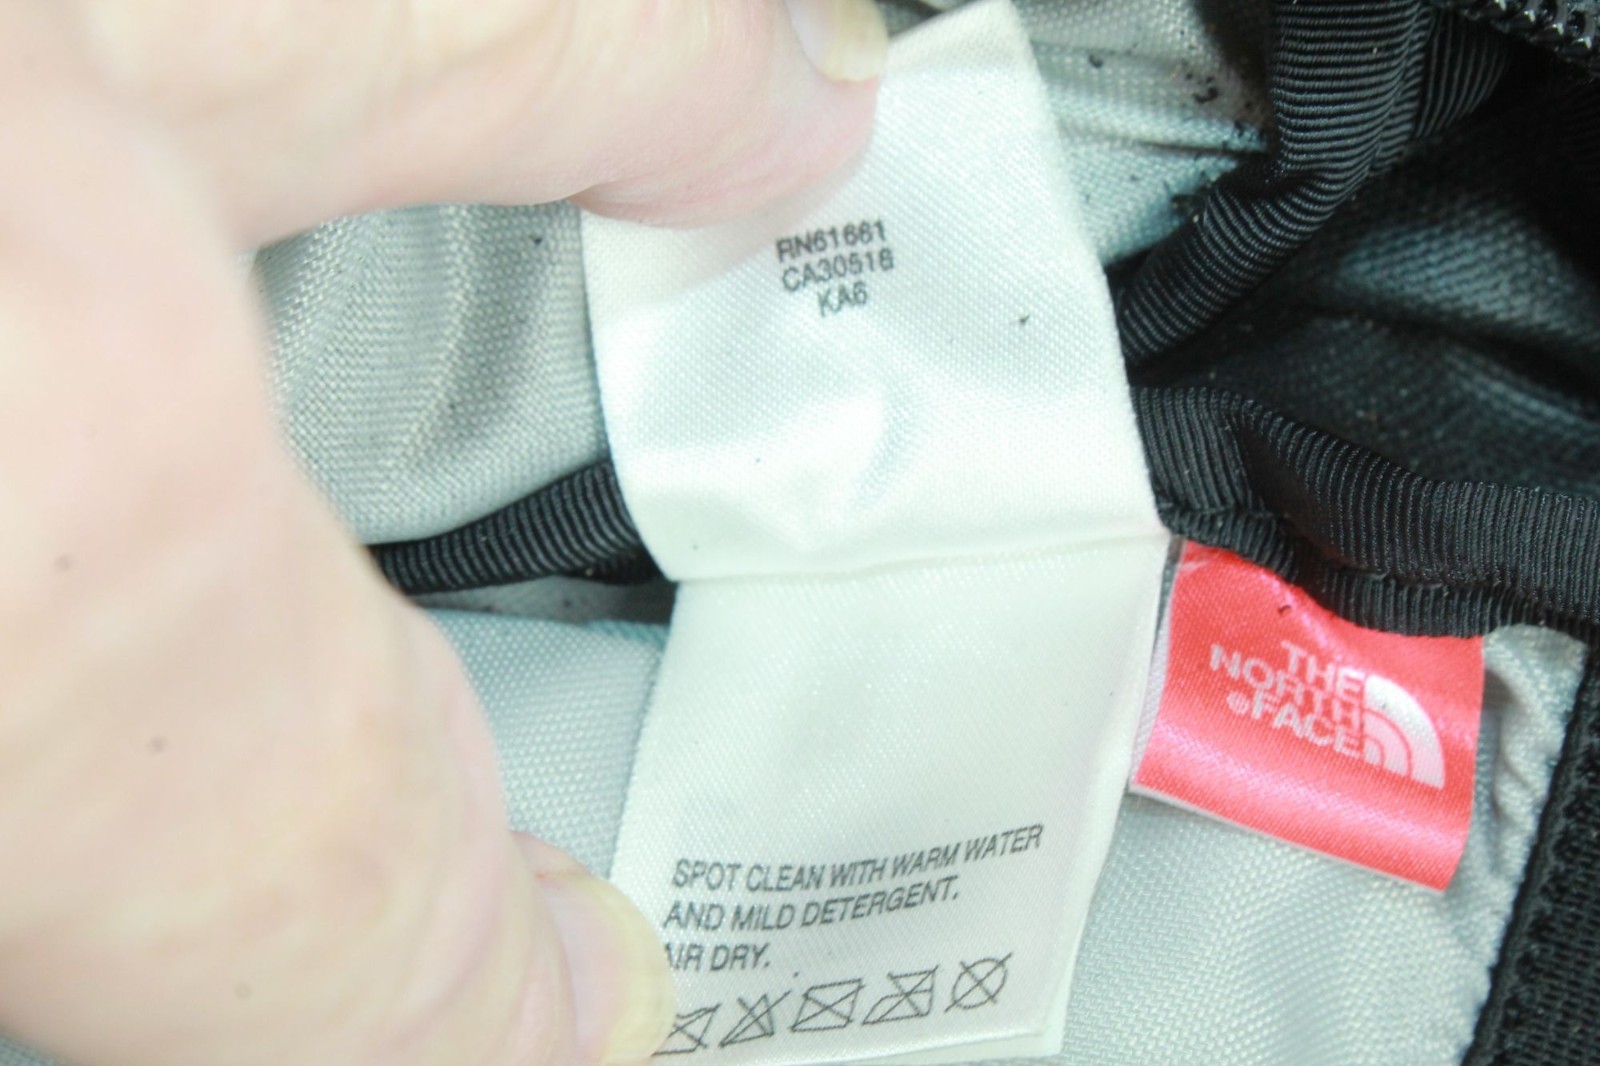 RN61661
CA30516
KA6
THE
NORTH
®FACE
SPOT CLEAN WITH WARM WATER
AND MILD DETERGENT.
AIR DRY.